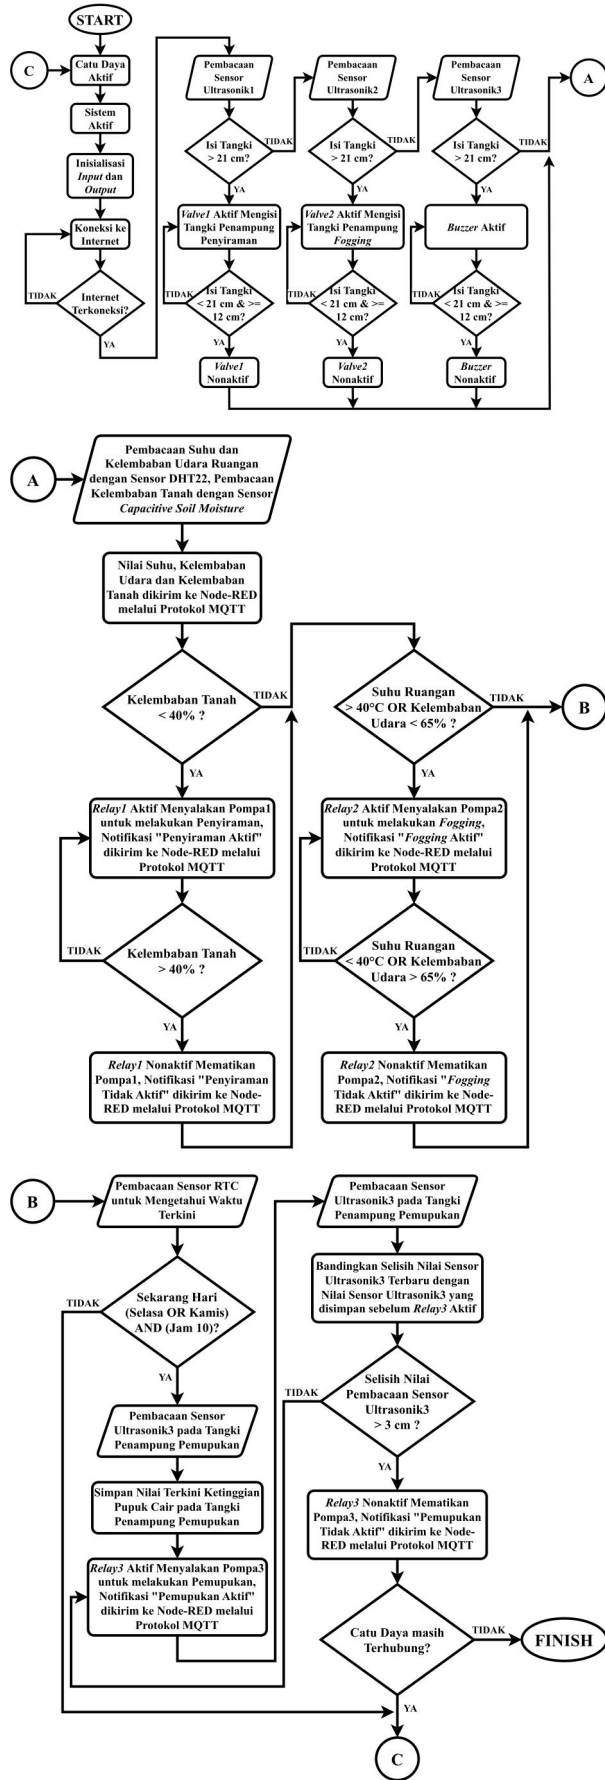 START
C
Catu Daya
Aktif
Sistem
Aktif
Inisialisasi
Input dan
Output
Koneksi ke
Internet
TIDAK
Internet
Terkoneksi?
YA
Pembacaan
Sensor
Ultrasonik1
Isi Tangki
> 21 cm?
TIDAK
YA
Valve1 Aktif Mengisi
Tangki Penampung
Penyiraman
TIDAK
Isi Tangki
< 21 cm & >=
12 cm?
YA
Valve1
Nonaktif
Pembacaan
Sensor
Ultrasonik2
Isi Tangki
> 21 cm?
TIDAK
YA
Valve2 Aktif Mengisi
Tangki Penampung
Fogging
TIDAK
Isi Tangki
< 21 cm & >=
12 cm?
YA
Valve2
Nonaktif
Pembacaan
Sensor
Ultrasonik3
Isi Tangki
> 21 cm?
TIDAK
YA
Buzzer Aktif
TIDAK
Isi Tangki
< 21 cm & >=
12 cm?
YA
Buzzer
Nonaktif
A
A
Pembacaan Suhu dan
Kelembaban Udara Ruangan
dengan Sensor DHT22, Pembacaan
Kelembaban Tanah dengan Sensor
Capacitive Soil Moisture
Nilai Suhu, Kelembaban
Udara dan Kelembaban
Tanah dikirim ke Node-RED
melalui Protokol MQTT
Kelembaban Tanah
< 40% ?
TIDAK
YA
Relay1 Aktif Menyalakan Pompa1
untuk melakukan Penyiraman,
Notifikasi "Penyiraman Aktif"
dikirim ke Node-RED melalui
Protokol MQTT
TIDAK
Kelembaban Tanah
> 40% ?
YA
Relay1 Nonaktif Mematikan
Pompa1, Notifikasi "Penyiraman
Tidak Aktif" dikirim ke Node-
RED melalui Protokol MQTT
Suhu Ruangan
> 40°C OR Kelembaban
Udara < 65% ?
TIDAK
B
YA
Relay2 Aktif Menyalakan Pompa2
untuk melakukan Fogging,
Notifikasi "Fogging Aktif"
dikirim ke Node-RED melalui
Protokol MQTT
TIDAK
Suhu Ruangan
< 40°C OR Kelembaban
Udara > 65% ?
YA
Relay2 Nonaktif Mematikan
Pompa2, Notifikasi "Fogging
Tidak Aktif" dikirim ke Node-
RED melalui Protokol MQTT
B
Pembacaan Sensor RTC
untuk Mengetahui Waktu
Terkini
TIDAK
Sekarang Hari
(Selasa OR Kamis)
AND (Jam 10)?
YA
Pembacaan Sensor
Ultrasonik3 pada Tangki
Penampung Pemupukan
Simpan Nilai Terkini Ketinggian
Pupuk Cair pada Tangki
Penampung Pemupukan
Relay3 Aktif Menyalakan Pompa3
untuk melakukan Pemupukan,
Notifikasi "Pemupukan Aktif"
dikirim ke Node-RED melalui
Protokol MQTT
Pembacaan Sensor
Ultrasonik3 pada Tangki
Penampung Pemupukan
Bandingkan Selisih Nilai Sensor
Ultrasonik3 Terbaru dengan
Nilai Sensor Ultrasonik3 yang
disimpan sebelum Relay3 Aktif
TIDAK
Selisih Nilai
Pembacaan Sensor
Ultrasonik3
> 3 cm ?
YA
Relay3 Nonaktif Mematikan
Pompa3, Notifikasi "Pemupukan
Tidak Aktif" dikirim ke Node-
RED melalui Protokol MQTT
Catu Daya masih
Terhubung?
TIDAK
FINISH
YA
C